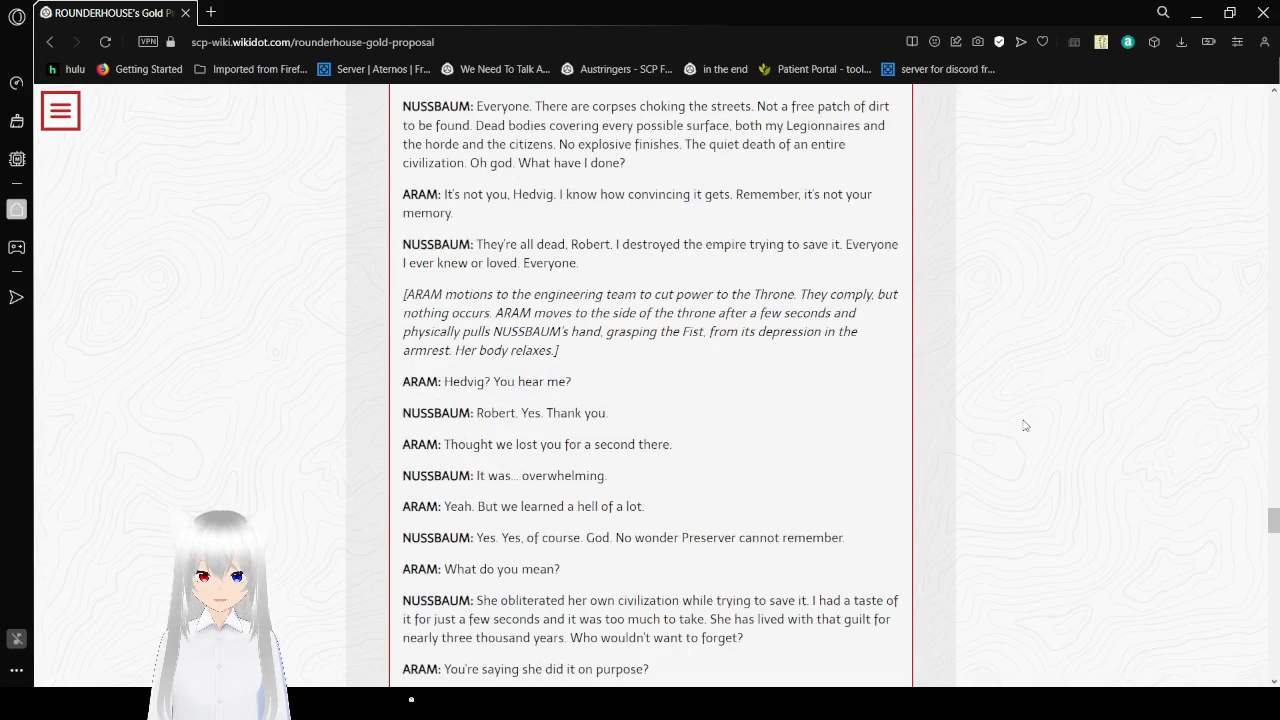 ROUNDERHOUSE's Gold P
VPN
scp-wiki.wikidot.com/rounderhouse-gold-proposal
h hulu
Getting Started
Imported from Firef...
Server | Aternos | Fr...
We Need To Talk A...
Austringers - SCP F...
in the end
Patient Portal - tool...
server for discord fr...
NUSSBAUM: Everyone. There are corpses choking the streets. Not a free patch of dirt
to be found. Dead bodies covering every possible surface, both my Legionnaires and
the horde and the citizens. No explosive finishes. The quiet death of an entire
civilization. Oh god. What have I done?
ARAM: It's not you, Hedvig. I know how convincing it gets. Remember, it's not your
memory.
NUSSBAUM: They're all dead, Robert. I destroyed the empire trying to save it. Everyone
I ever knew or loved. Everyone.
[ARAM motions to the engineering team to cut power to the Throne. They comply, but
nothing occurs. ARAM moves to the side of the throne after a few seconds and
physically pulls NUSSBAUM's hand, grasping the Fist, from its depression in the
armrest. Her body relaxes.]
ARAM: Hedvig? You hear me?
NUSSBAUM: Robert. Yes. Thank you.
ARAM: Thought we lost you for a second there.
NUSSBAUM: It was... overwhelming.
ARAM: Yeah. But we learned a hell of a lot.
NUSSBAUM: Yes. Yes, of course. God. No wonder Preserver cannot remember.
ARAM: What do you mean?
NUSSBAUM: She obliterated her own civilization while trying to save it. I had a taste of
it for just a few seconds and it was too much to take. She has lived with that guilt for
nearly three thousand years. Who wouldn't want to forget?
ARAM: You're saying she did it on purpose?